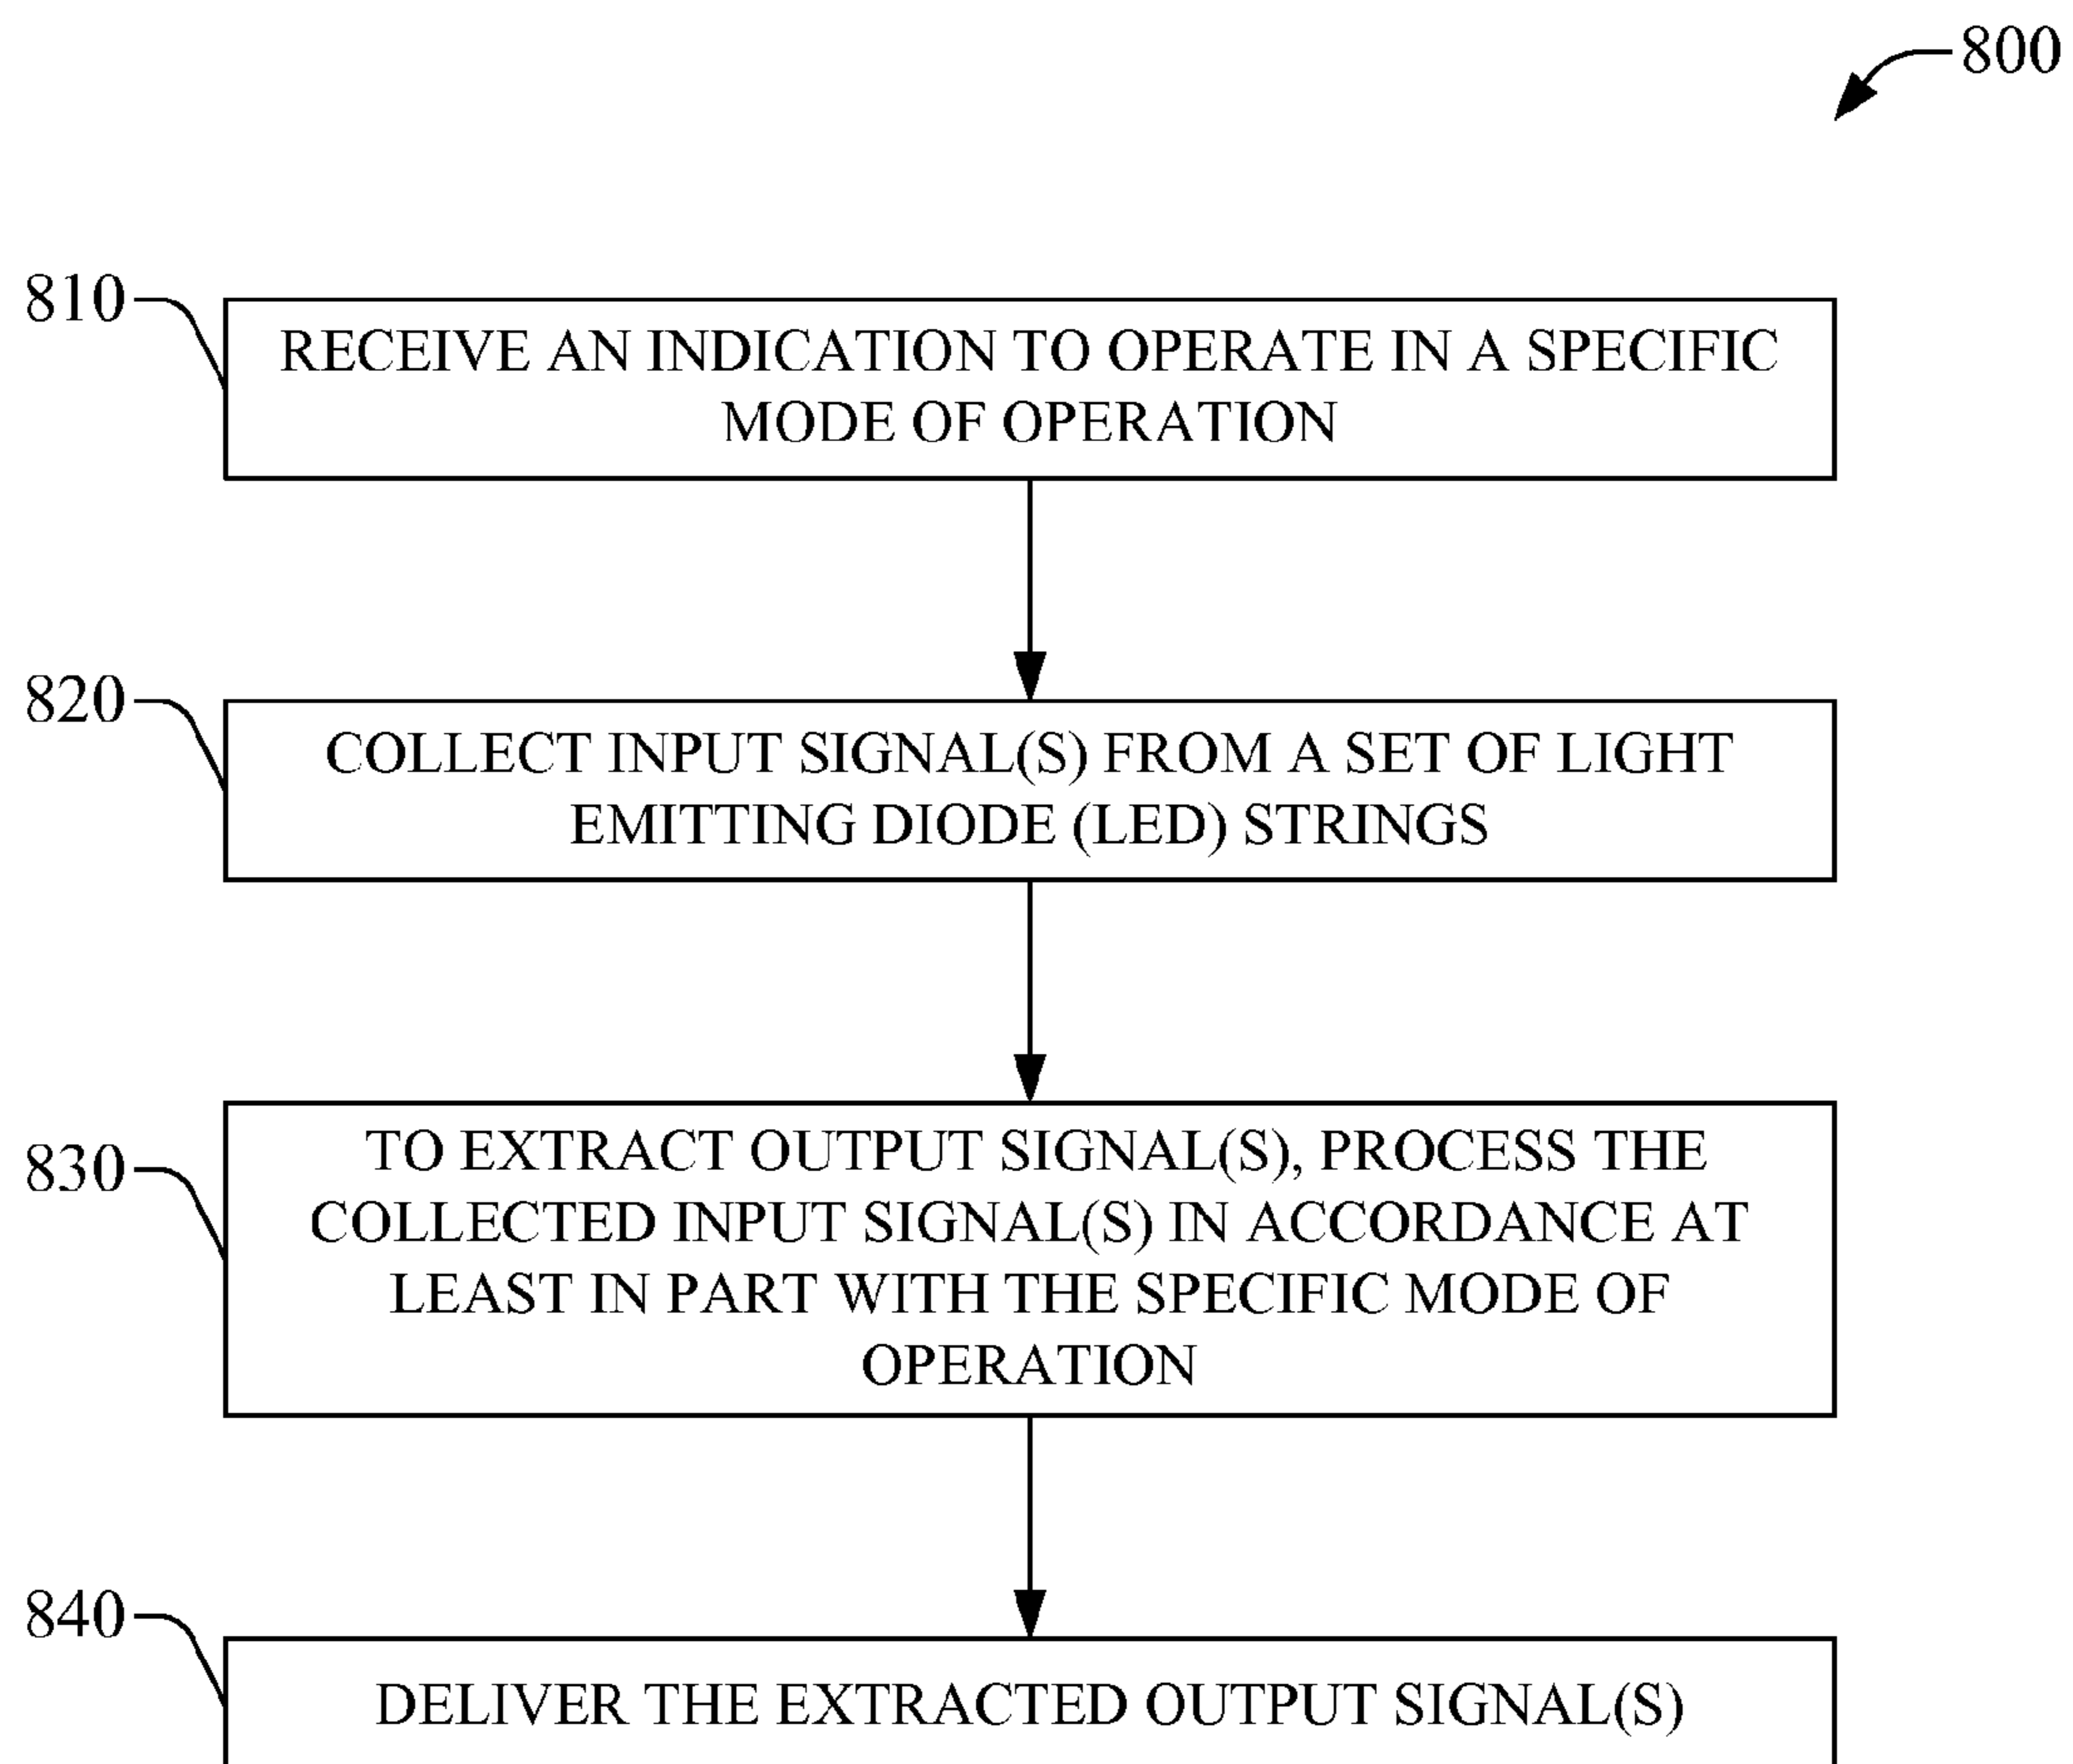 800
810
RECEIVE AN INDICATION TO OPERATE IN A SPECIFIC
MODE OF OPERATION
820
COLLECT INPUT SIGNAL(S) FROM A SET OF LIGHT
EMITTING DIODE (LED) STRINGS
830
TO EXTRACT OUTPUT SIGNAL(S), PROCESS THE
COLLECTED INPUT SIGNAL(S) IN ACCORDANCE AT
LEAST IN PART WITH THE SPECIFIC MODE OF
OPERATION
840
DELIVER THE EXTRACTED OUTPUT SIGNAL(S)